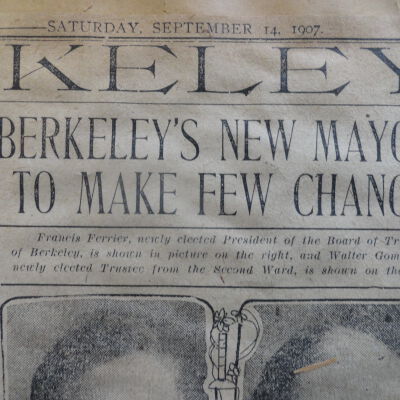 SATURDAY, SEPTEMBER 14, 1907.
KELEY
BERKELEY'S NEW MAYO
TO MAKE FEW CHANG
Francis Ferrier, newly elected President of the Board of Tr
of Berkeley, is shown in picture on the right, and Walter Gom
newly elected Trustee from the Second Ward, is shown on the